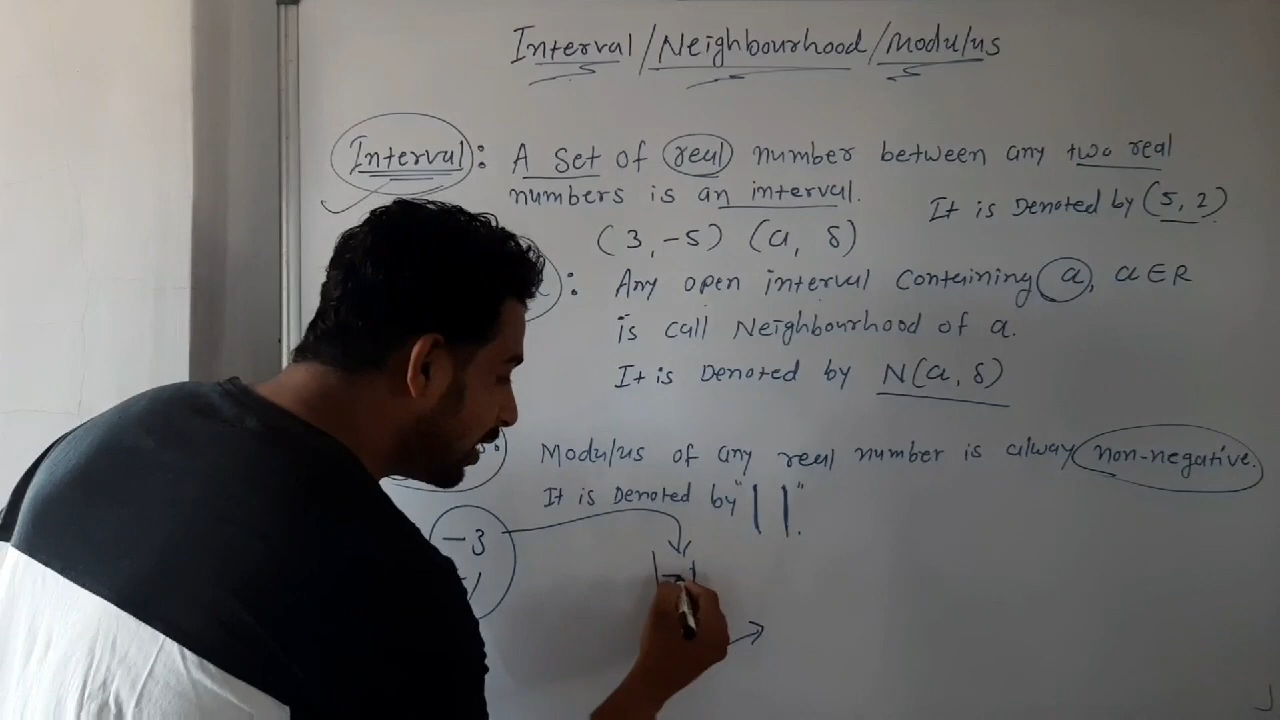 Interval/Neighbourhood/Modulus
Interval: A Set of real number between any two real
numbers is an interval. It is Denoted by (5, 2)
(3, -5) (a, δ)
: Any open interval Containing a, a∈R
is call Neighbourhood of a.
It is Denoted by N(a, δ)
Modulus of any real number is alway non-negative.
It is Denoted by "| |".
-3